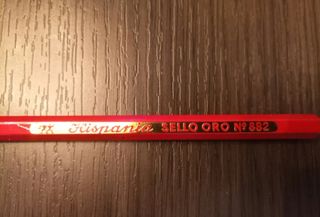 Hispania SELLO ORO Nº 882